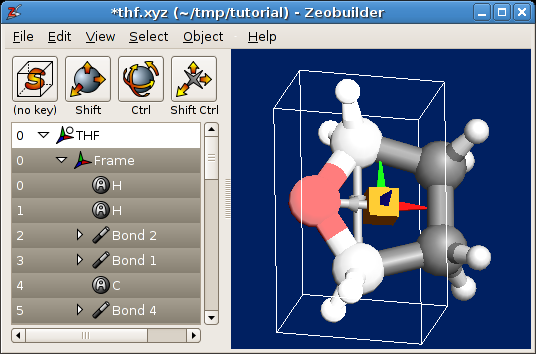 *thf.xyz (~/tmp/tutorial) - Zeobuilder
File Edit View Select Object Help
S
(no key) Shift Ctrl Shift Ctrl
0 THF
0 Frame
0 H
1 H
2 Bond 2
3 Bond 1
4 C
5 Bond 4